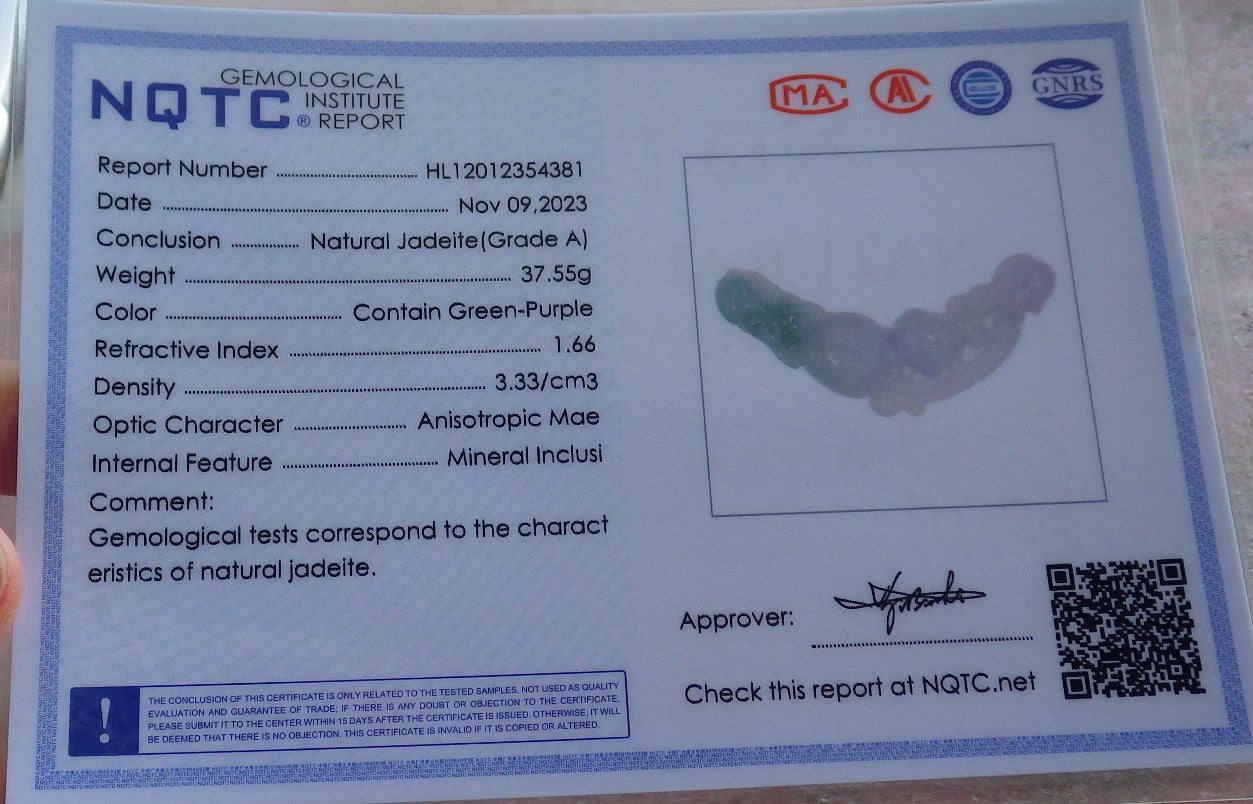 NQTC® GEMOLOGICAL
INSTITUTE
REPORT
MA
GNRS
Report Number ........ HL12012354381
Date ........ Nov 09,2023
Conclusion ........ Natural Jadeite(Grade A)
Weight ........ 37.55g
Color ........ Contain Green-Purple
Refractive Index ........ 1.66
Density ........ 3.33/cm3
Optic Character ........ Anisotropic Mae
Internal Feature ........ Mineral Inclusi
Comment:
Gemological tests correspond to the charact
eristics of natural jadeite.
Approver:
Check this report at NQTC.net
!
THE CONCLUSION OF THIS CERTIFICATE IS ONLY RELATED TO THE TESTED SAMPLES, NOT USED AS QUALITY
EVALUATION AND GUARANTEE OF TRADE; IF THERE IS ANY DOUBT OR OBJECTION TO THE CERTIFICATE,
PLEASE SUBMIT IT TO THE CENTER WITHIN 15 DAYS AFTER THE CERTIFICATE IS ISSUED. OTHERWISE, IT WILL
BE DEEMED THAT THERE IS NO OBJECTION. THIS CERTIFICATE IS INVALID IF IT IS COPIED OR ALTERED.